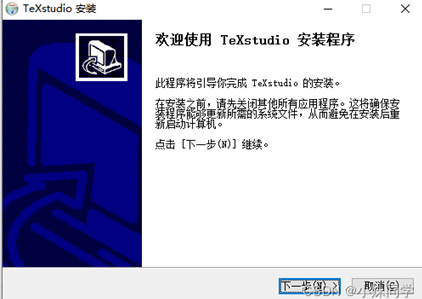 TeXstudio 安装
欢迎使用 TeXstudio 安装程序
此程序将引导你完成 TeXstudio 的安装。
在安装之前，请先关闭其他所有应用程序。这将确保安
装程序能够更新所需的系统文件，从而避免在安装后重
新启动计算机。
点击 [下一步(N)] 继续。
下一步(N) >
取消(C)
CSDN @小妹同学